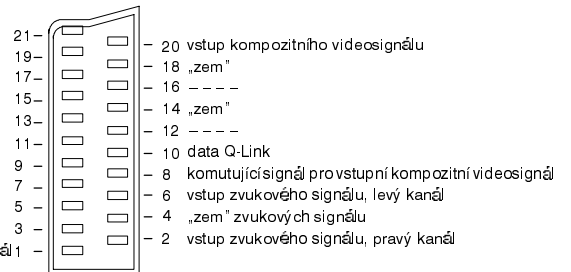 21
20 vstup kompozitního videosignálu
19
18 „zem”
17
16 – – – –
15
14 „zem”
13
12 – – – –
11
10 data Q-Link
9
8 komutující signál pro vstupní kompozitní videosignál
7
6 vstup zvukového signálu, levý kanál
5
4 „zem” zvukových signálu
3
2 vstup zvukového signálu, pravý kanál
ál 1